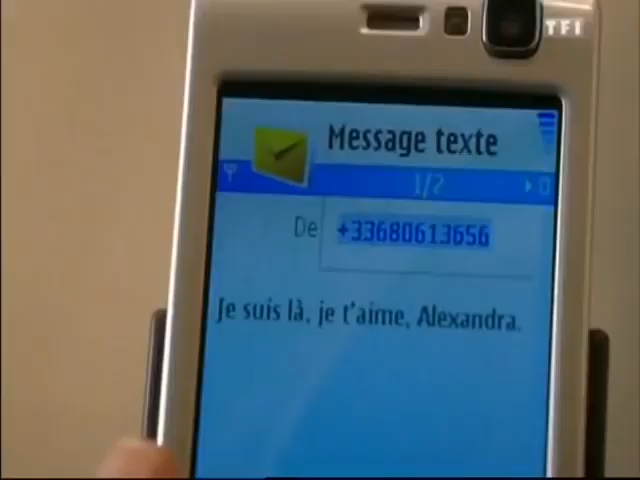 TF1
Message texte
1/2
De +33680613656
Je suis là, je t'aime, Alexandra.